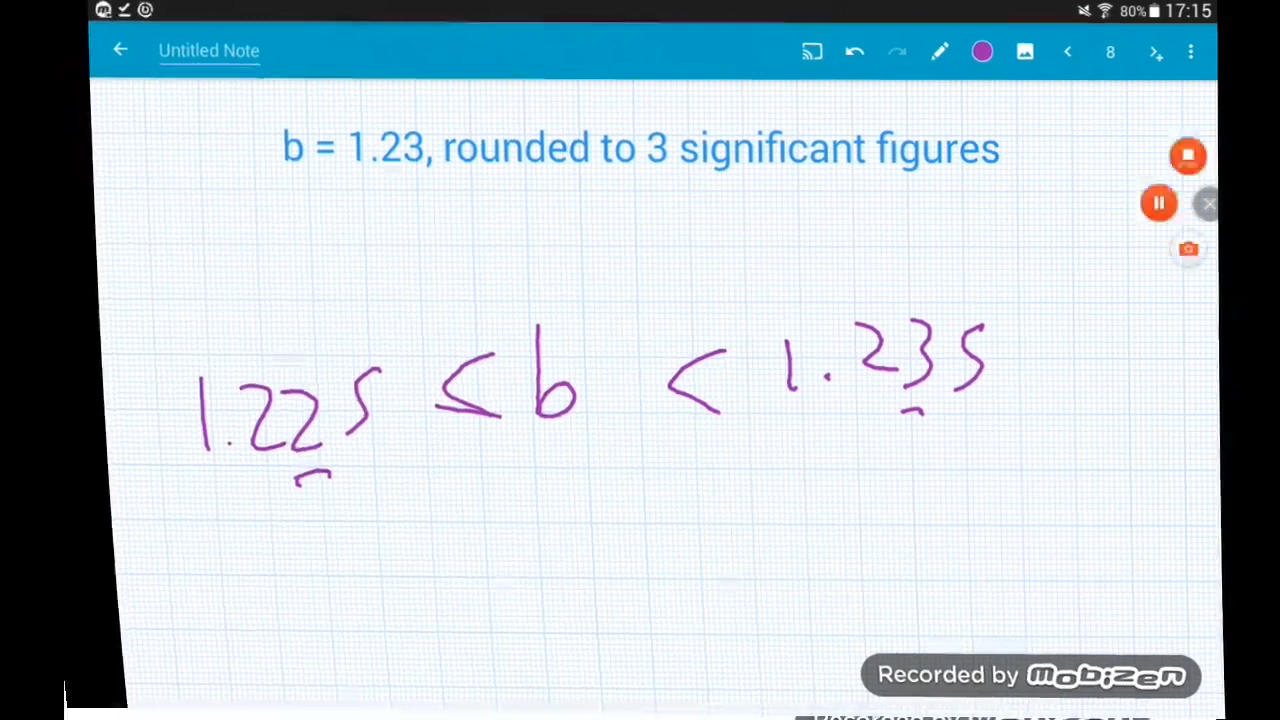 80% 17:15
Untitled Note 8
b = 1.23, rounded to 3 significant figures
1.225 ≤ b < 1.235
Recorded by mobizen